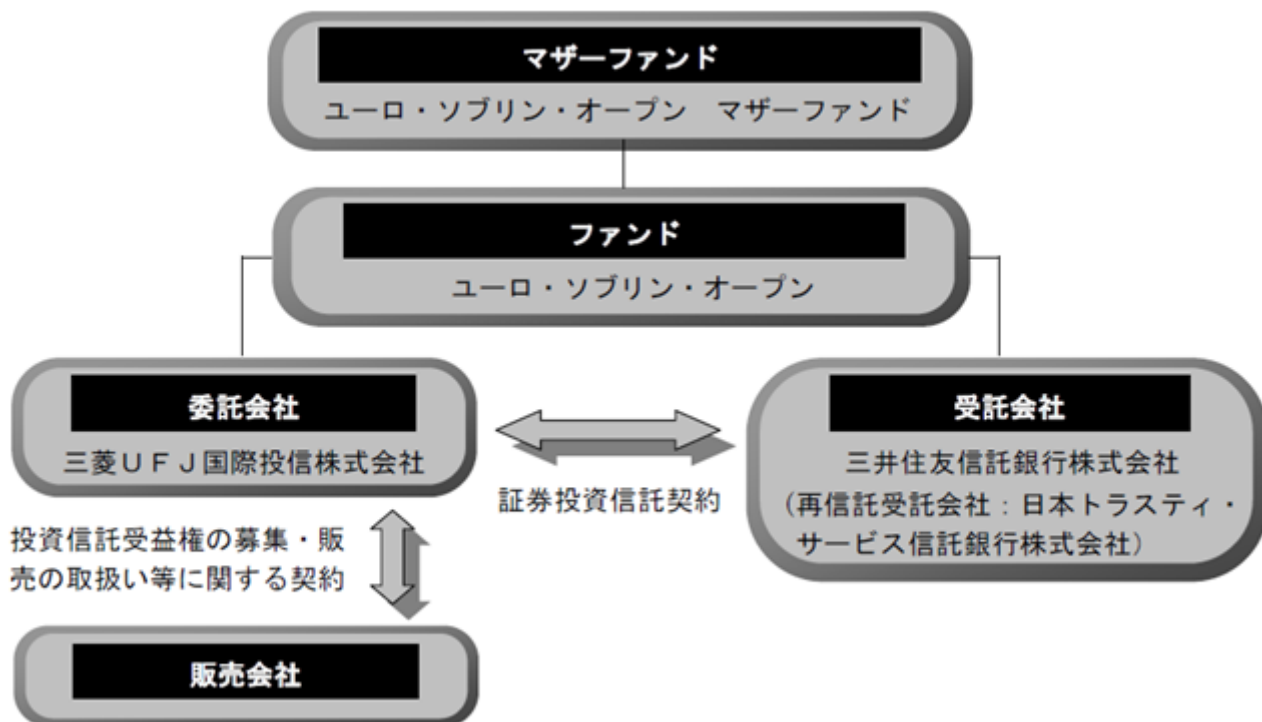 マザーファンド
ユーロ・ソブリン・オープン　マザーファンド
ファンド
ユーロ・ソブリン・オープン
委託会社
三菱ＵＦＪ国際投信株式会社
証券投資信託契約
受託会社
三井住友信託銀行株式会社
（再信託受託会社：日本トラスティ・
サービス信託銀行株式会社）
投資信託受益権の募集・販
売の取扱い等に関する契約
販売会社